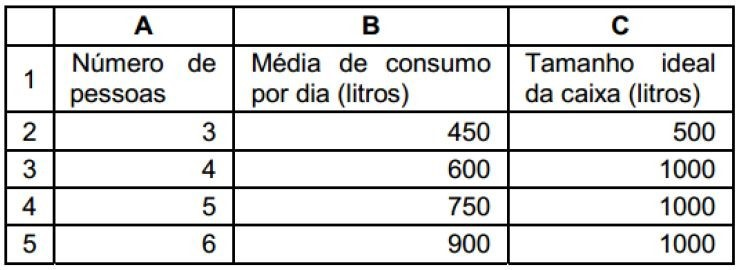 A B C
1 Número de Média de consumo Tamanho ideal
pessoas por dia (litros) da caixa (litros)
2 3 450 500
3 4 600 1000
4 5 750 1000
5 6 900 1000